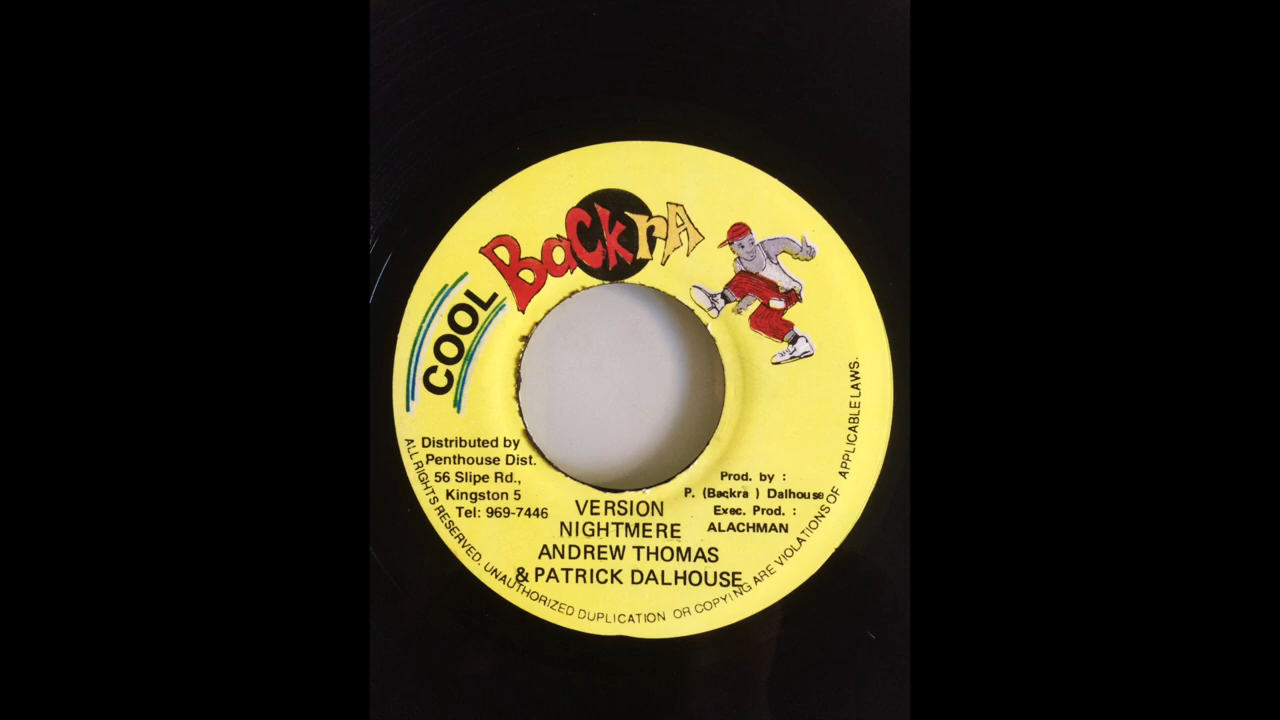 COOL
BackrA
Distributed by
Penthouse Dist.
56 Slipe Rd.,
Kingston 5
Tel: 969-7446
Prod. by :
P. (Backra ) Dalhouse
Exec. Prod. :
ALACHMAN
VERSION
NIGHTMERE
ANDREW THOMAS
& PATRICK DALHOUSE
ALL RIGHTS RESERVED. UNAUTHORIZED DUPLICATION OR COPYING ARE VIOLATIONS OF APPLICABLE LAWS.